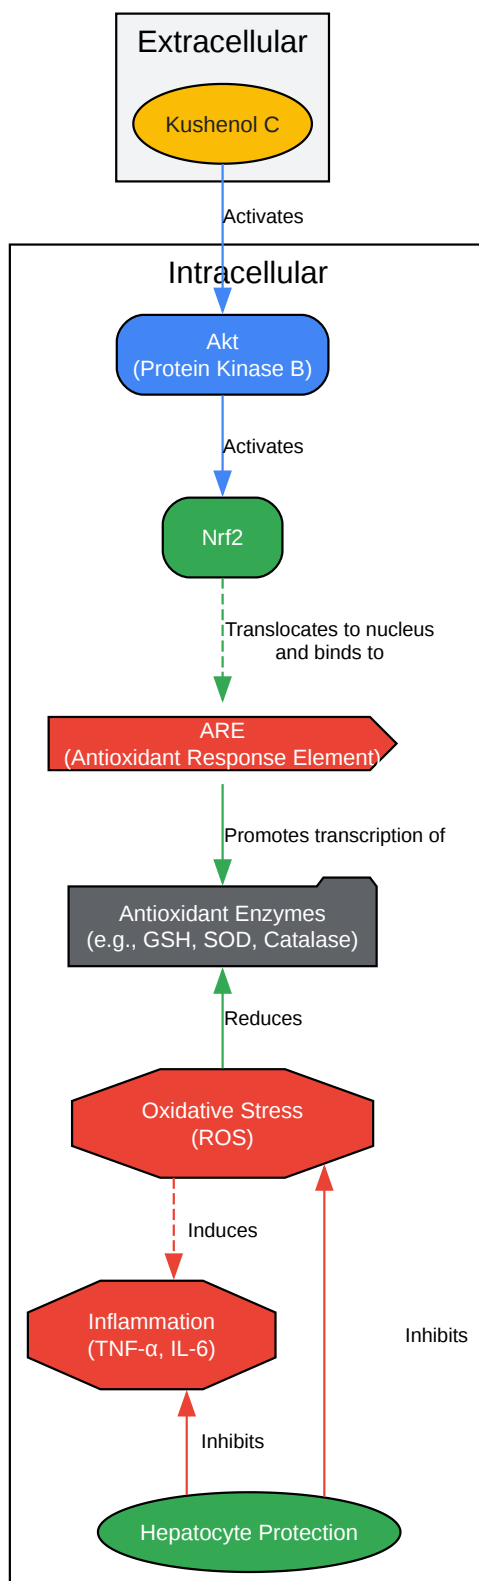 Extracellular
Kushenol C
Activates
Intracellular
Akt
(Protein Kinase B)
Activates
Nrf2
Translocates to nucleus
and binds to
ARE
(Antioxidant Response Element)
Promotes transcription of
Antioxidant Enzymes
(e.g., GSH, SOD, Catalase)
Reduces
Oxidative Stress
(ROS)
Induces
Inflammation
(TNF-α, IL-6)
Inhibits
Inhibits
Hepatocyte Protection